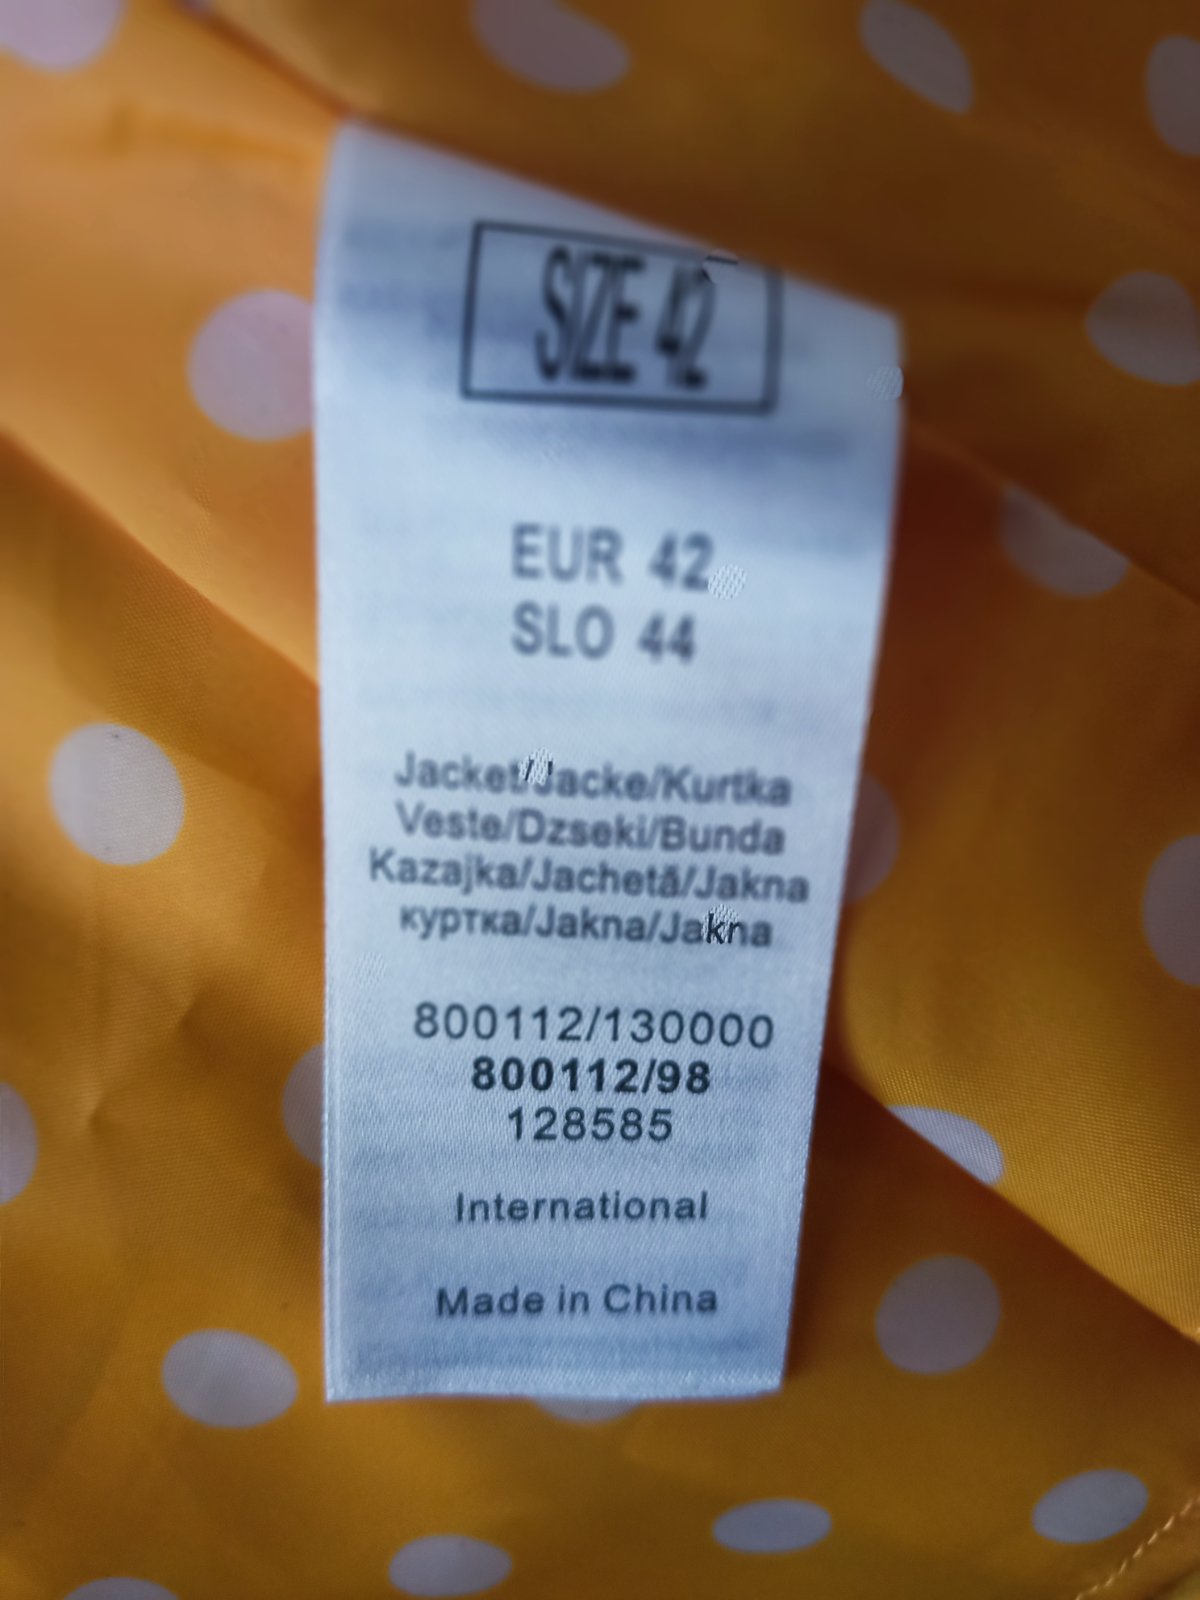 SIZE 42
EUR 42
SLO 44
Jacket/Jacke/Kurtka
Veste/Dzseki/Bunda
Kazajka/Jachetă/Jakna
куртка/Jakna/Jakna
800112/130000
800112/98
128585
International
Made in China